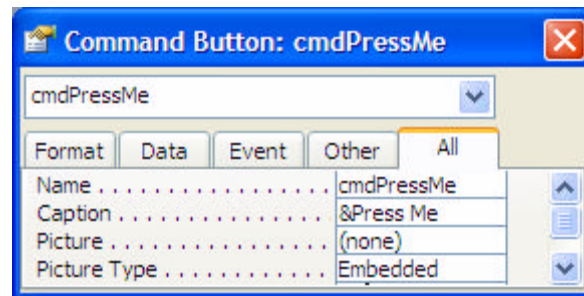 Command Button: cmdPressMe
cmdPressMe
Format Data Event Other All
Name . . . . . . . . . . . . . . . . . . cmdPressMe
Caption . . . . . . . . . . . . . . . . &Press Me
Picture . . . . . . . . . . . . . . . . . (none)
Picture Type . . . . . . . . . . . . . Embedded